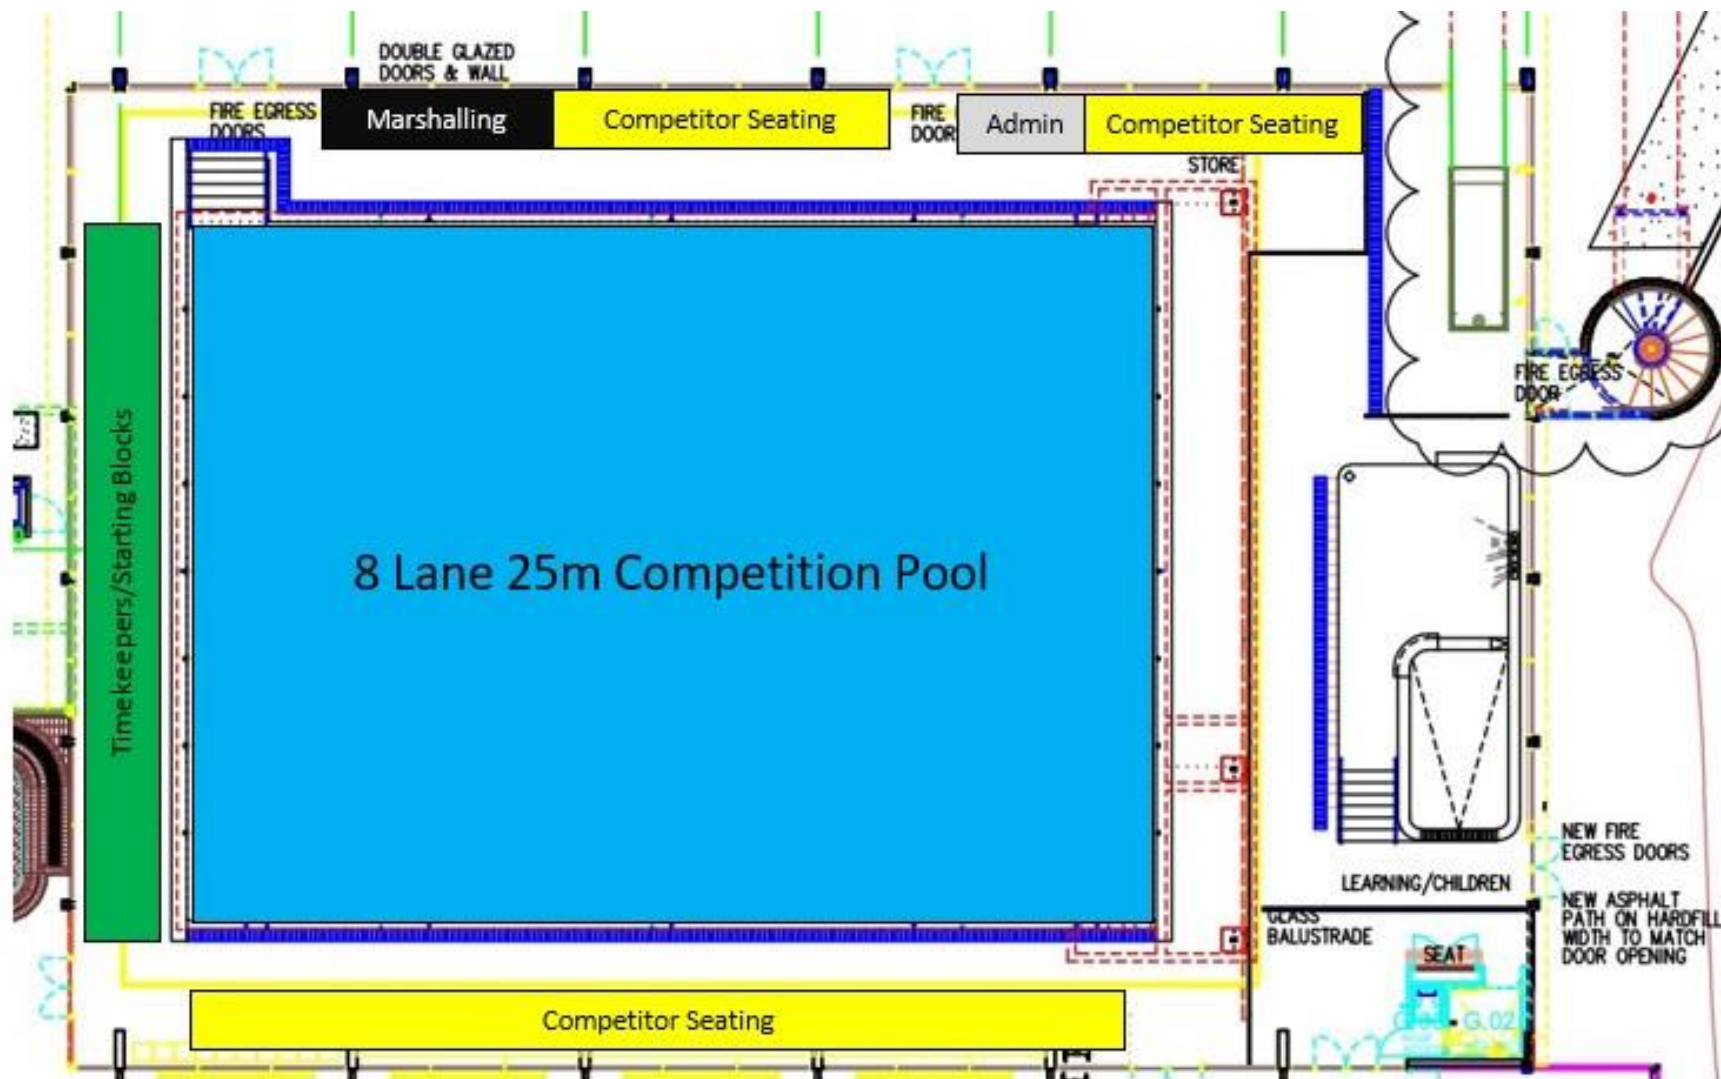 DOUBLE GLAZED
DOORS & WALL
FIRE EGRESS
DOORS
Marshalling
Competitor Seating
FIRE
Admin
Competitor Seating
STORE
Timekeepers/Starting Blocks
8 Lane 25m Competition Pool
FIRE EGRESS
DOOR
NEW FIRE
EGRESS DOORS
LEARNING/CHILDREN
NEW ASPHALT
PATH ON HARDFILL
WIDTH TO MATCH
DOOR OPENING
GLASS
BALUSTRADE
SEAT
G.02
Competitor Seating